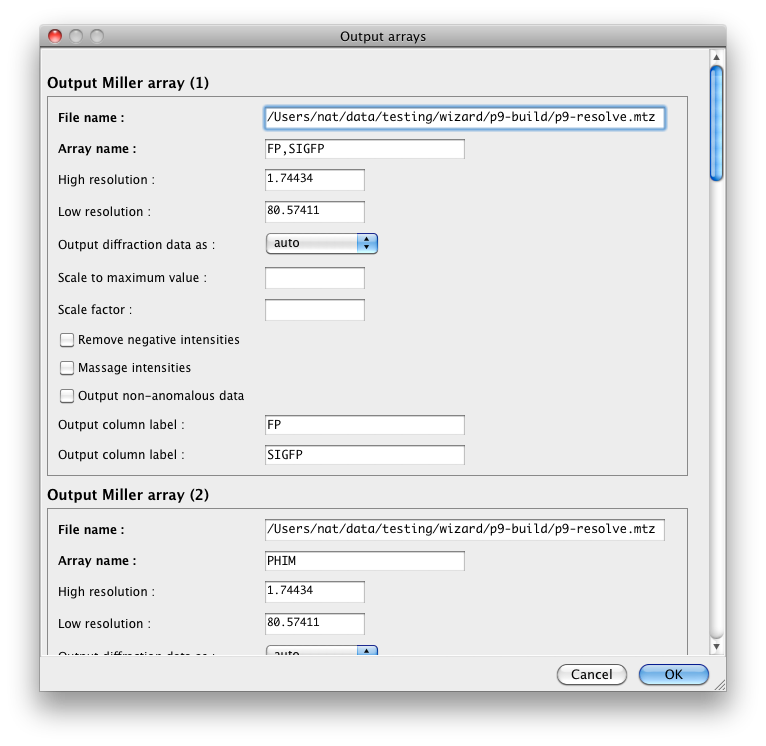 Output arrays
Output Miller array (1)
File name : /Users/nat/data/testing/wizard/p9-build/p9-resolve.mtz
Array name : FP,SIGFP
High resolution : 1.74434
Low resolution : 80.57411
Output diffraction data as : auto
Scale to maximum value :
Scale factor :
Remove negative intensities
Massage intensities
Output non-anomalous data
Output column label : FP
Output column label : SIGFP
Output Miller array (2)
File name : /Users/nat/data/testing/wizard/p9-build/p9-resolve.mtz
Array name : PHIM
High resolution : 1.74434
Low resolution : 80.57411
Output diffraction data as : auto
Cancel OK